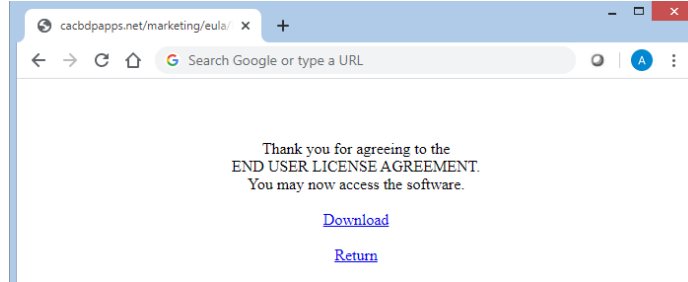 cacbdpapps.net/marketing/eula/
Search Google or type a URL
A
Thank you for agreeing to the
END USER LICENSE AGREEMENT.
You may now access the software.
Download
Return